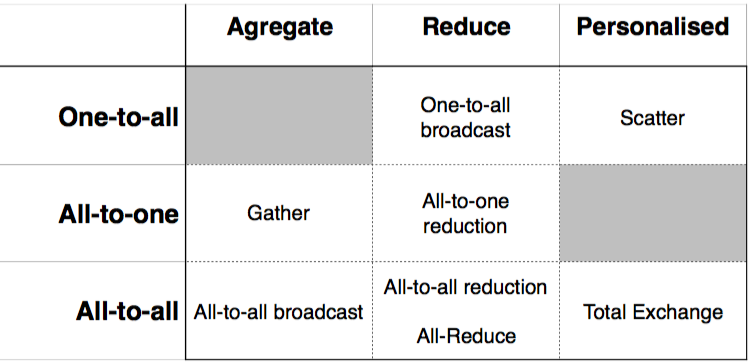 Agregate Reduce Personalised
One-to-all
One-to-all
broadcast
Scatter
All-to-one
Gather
All-to-one
reduction
All-to-all
All-to-all broadcast
All-to-all reduction
All-Reduce
Total Exchange